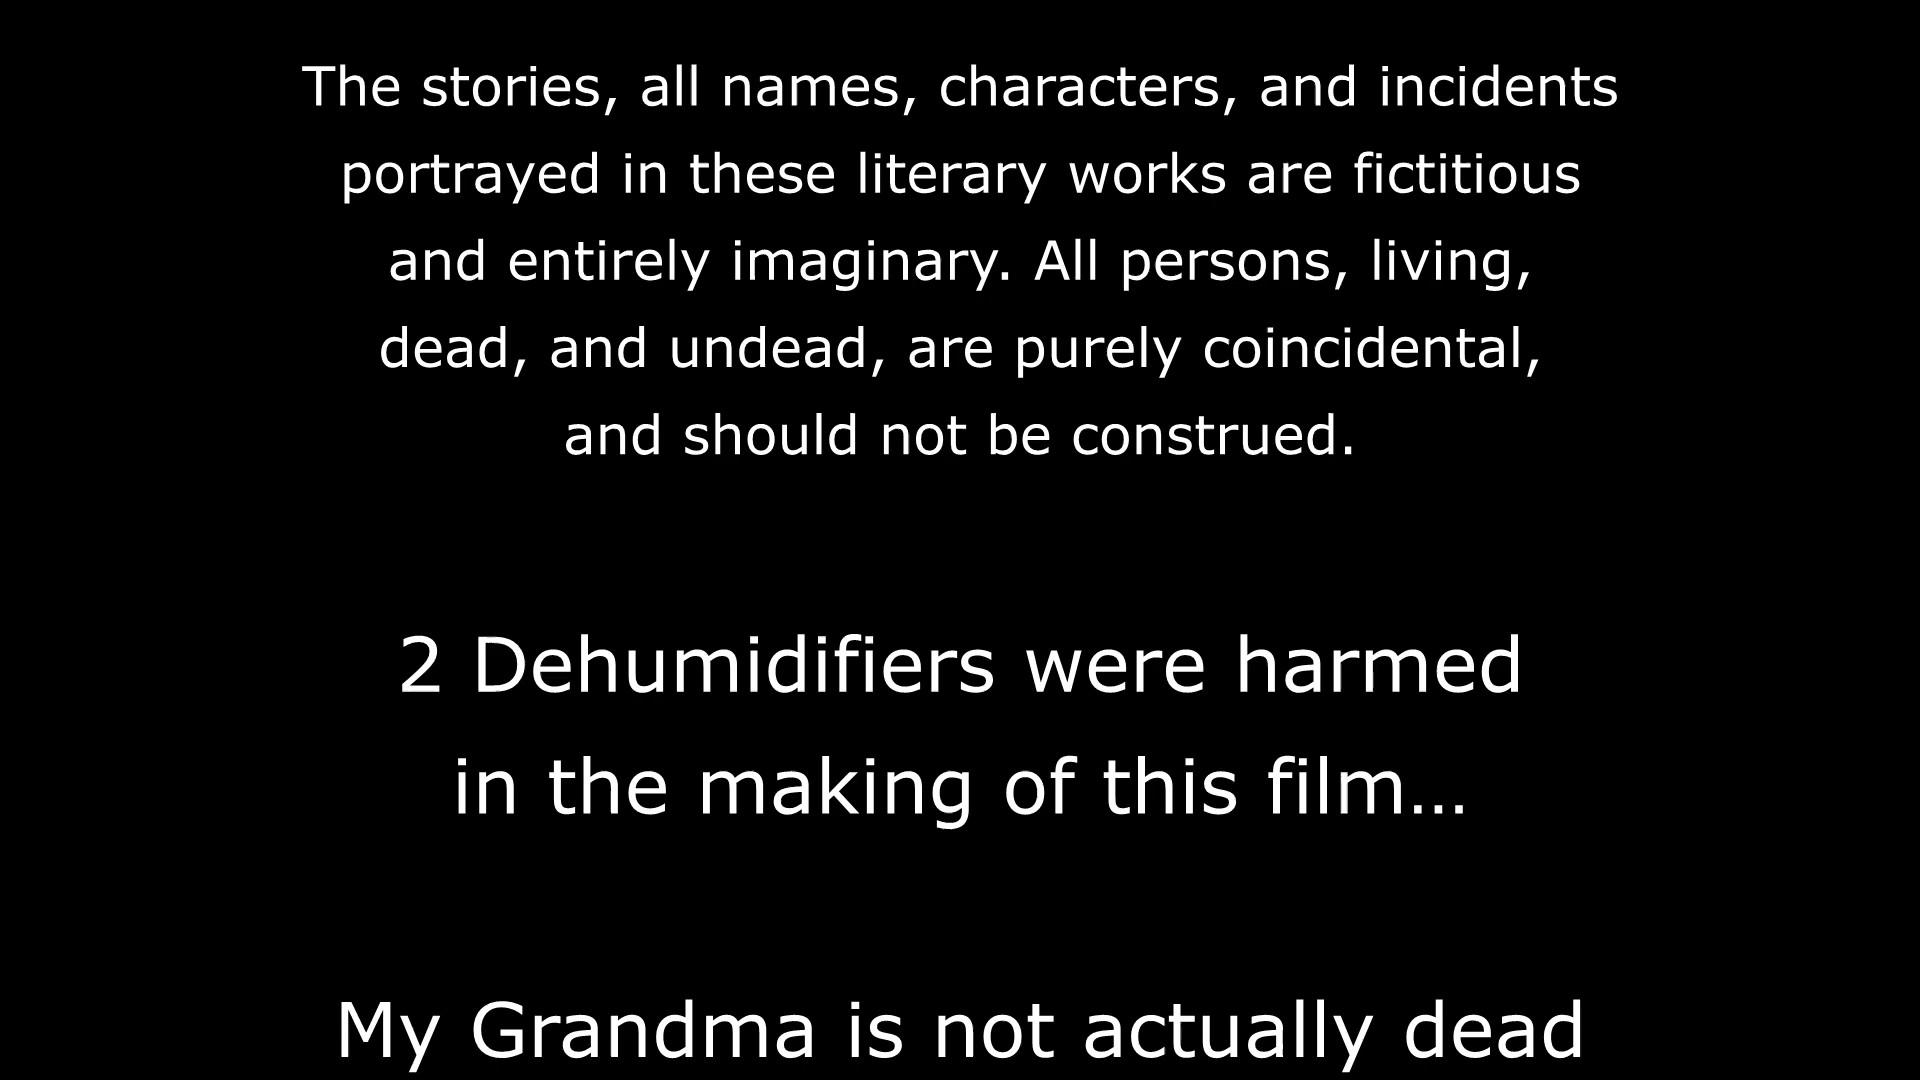 The stories, all names, characters, and incidents
portrayed in these literary works are fictitious
and entirely imaginary. All persons, living,
dead, and undead, are purely coincidental,
and should not be construed.
2 Dehumidifiers were harmed
in the making of this film...
My Grandma is not actually dead